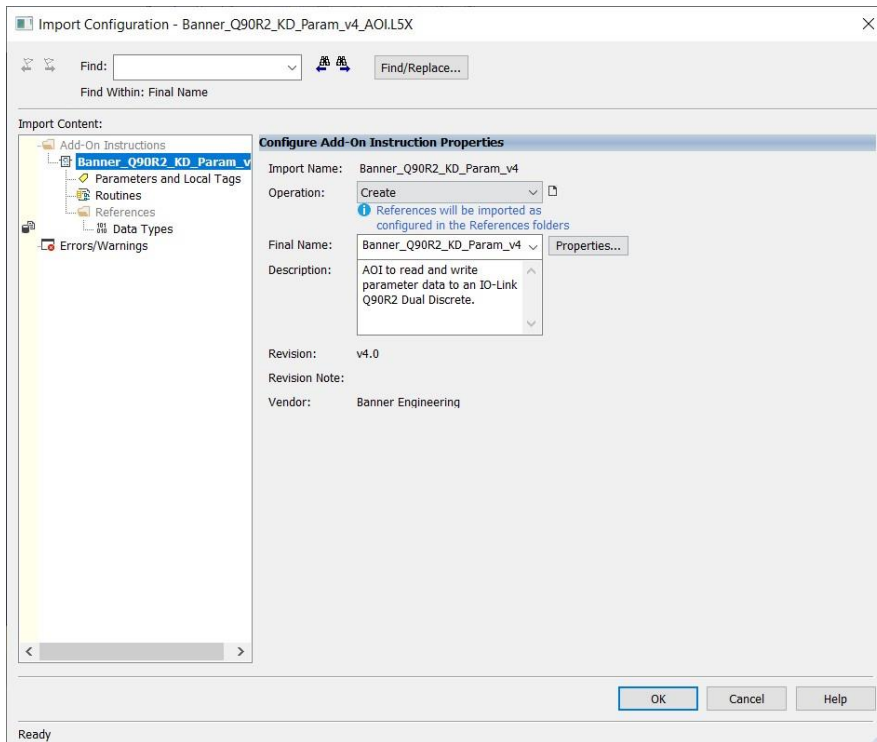 Import Configuration - Banner_Q90R2_KD_Param_v4_AOI.L5X
Find:
Find/Replace...
Find Within: Final Name
Import Content:
Add-On Instructions
Banner_Q90R2_KD_Param_v
Parameters and Local Tags
Routines
References
Data Types
Errors/Warnings
Configure Add-On Instruction Properties
Import Name: Banner_Q90R2_KD_Param_v4
Operation: Create
References will be imported as
configured in the References folders
Final Name: Banner_Q90R2_KD_Param_v4 Properties...
Description: AOI to read and write
parameter data to an IO-Link
Q90R2 Dual Discrete.
Revision: v4.0
Revision Note:
Vendor: Banner Engineering
OK Cancel Help
Ready